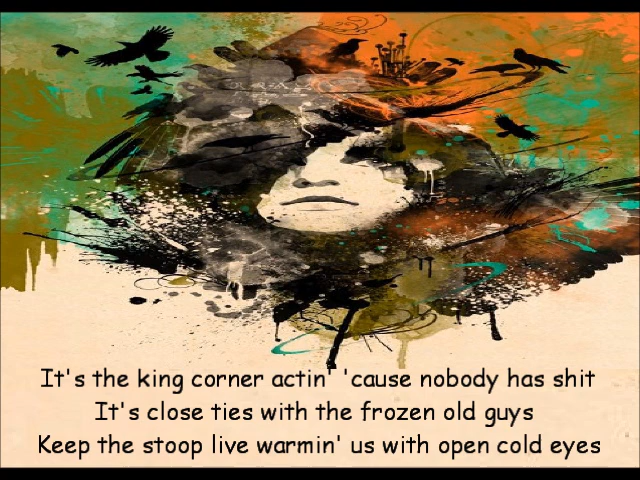 It's the king corner actin' 'cause nobody has shit
It's close ties with the frozen old guys
Keep the stoop live warmin' us with open cold eyes